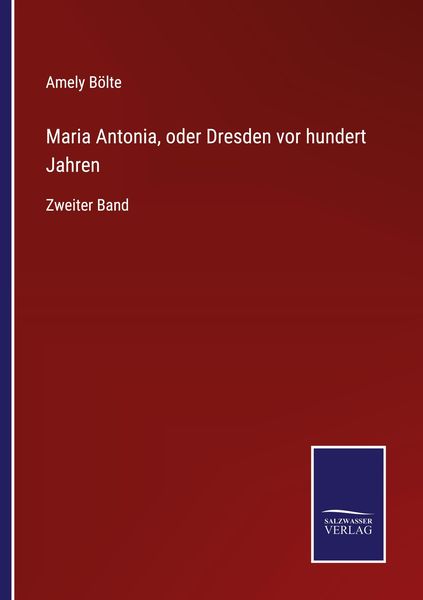 Amely Bölte
Maria Antonia, oder Dresden vor hundert
Jahren
Zweiter Band
SALZWASSER
VERLAG